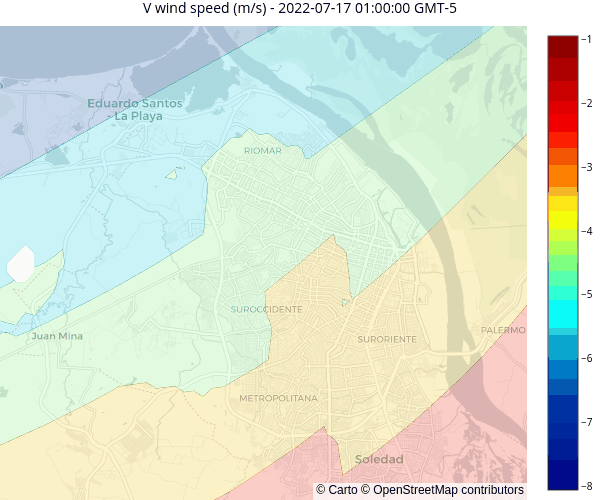 V wind speed (m/s) - 2022-07-17 01:00:00 GMT-5
Eduardo Santos
- La Playa
RIOMAR
SUROCCIDENTE
Juan Mina
SURORIENTE
PALERMO
METROPOLITANA
Soledad
© Carto © OpenStreetMap contributors
−1
−2
−3
−4
−5
−6
−7
−8